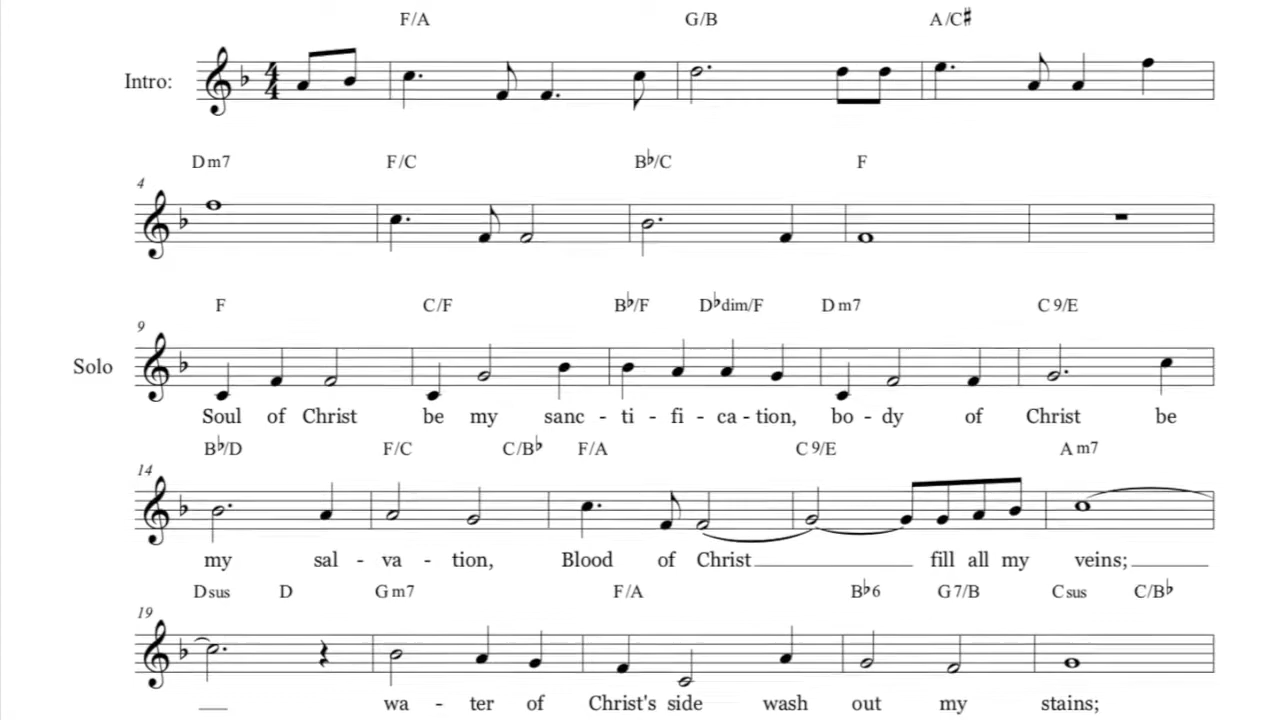 F/A G/B A/C♯
Intro: 4 4
Dm7 F/C B♭/C F
4
F C/F B♭/F D♭dim/F Dm7 C9/E
9
Solo
Soul of Christ be my sanc - ti - fi - ca - tion, bo - dy of Christ be
B♭/D F/C C/B♭ F/A C9/E Am7
14
my sal - va - tion, Blood of Christ fill all my veins;
Dsus D Gm7 F/A B♭6 G7/B Csus C/B♭
19
wa - ter of Christ's side wash out my stains;